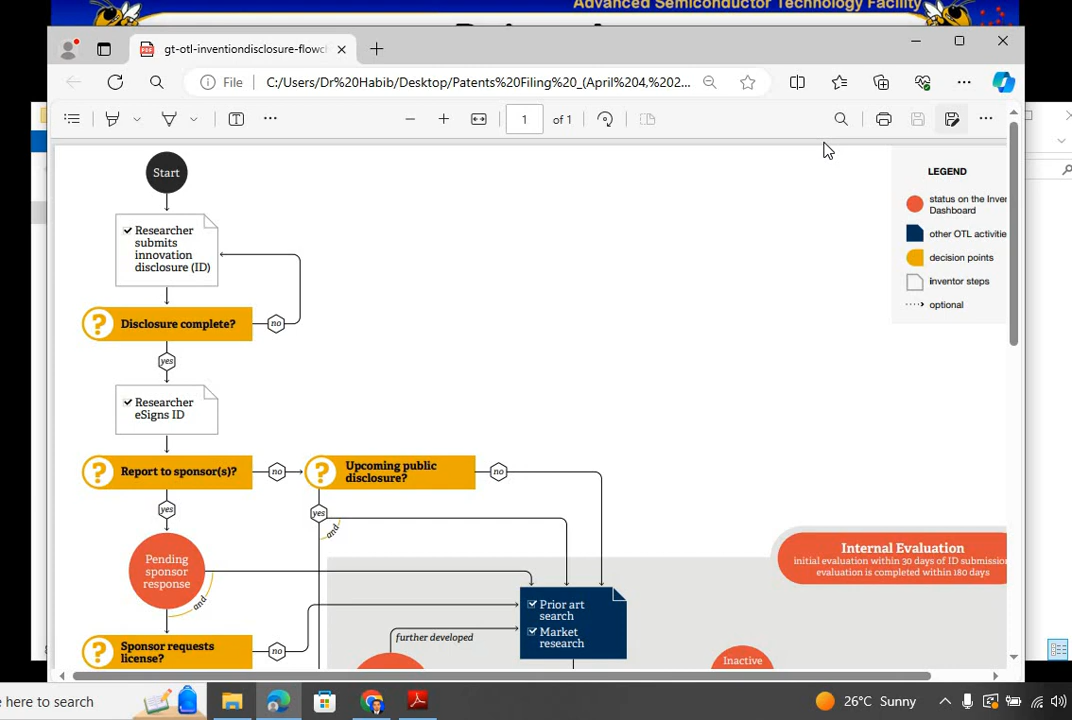 Advanced Semiconductor Technology Facility
gt-otl-inventiondisclosure-flowch
File
C:/Users/Dr%20Habib/Desktop/Patents%20Filing%20_(April%204,%202...
1
of 1
Start
Researcher
submits
innovation
disclosure (ID)
Disclosure complete?
no
yes
Researcher
eSigns ID
Report to sponsor(s)?
no
Upcoming public
disclosure?
no
yes
yes
and
Pending
sponsor
response
and
Sponsor requests
license?
no
further developed
Prior art
search
Market
research
Inactive
Internal Evaluation
initial evaluation within 30 days of ID submission
evaluation is completed within 180 days
LEGEND
status on the Inven
Dashboard
other OTL activitie
decision points
inventor steps
optional
here to search
26°C Sunny